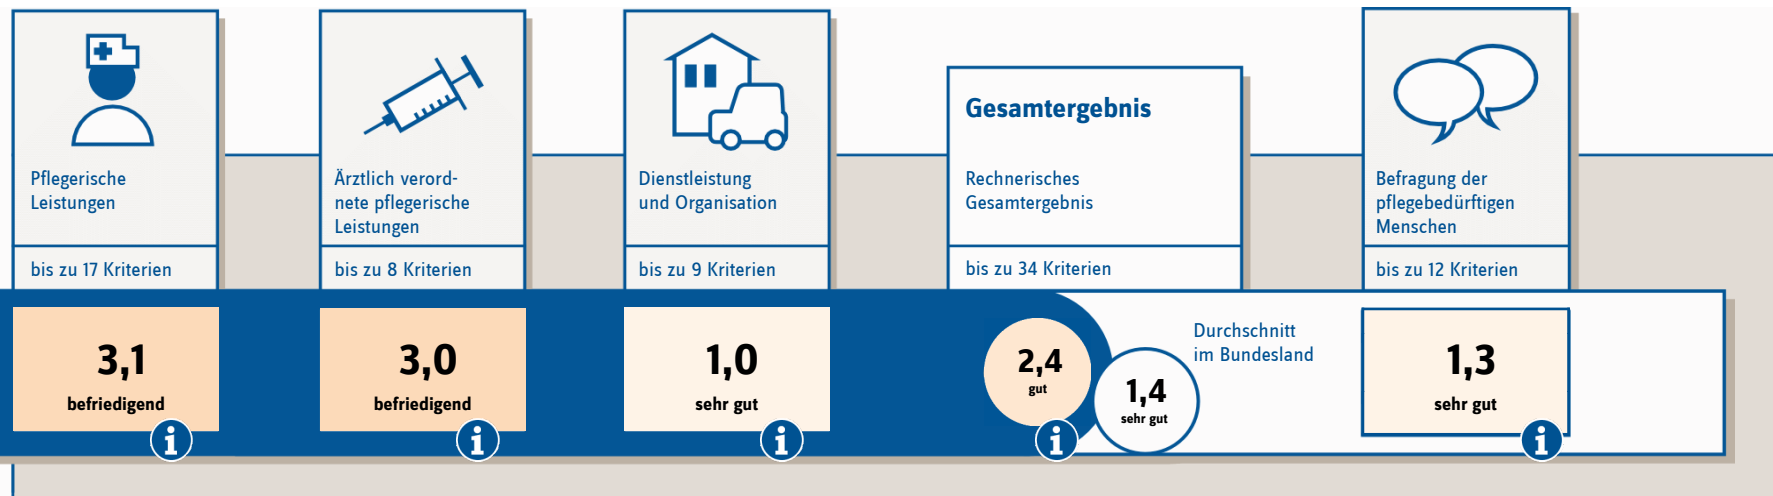 Pflegerische
Leistungen
bis zu 17 Kriterien
3,1
befriedigend
i
Ärztlich verord-
nete pflegerische
Leistungen
bis zu 8 Kriterien
3,0
befriedigend
i
Dienstleistung
und Organisation
bis zu 9 Kriterien
1,0
sehr gut
i
Gesamtergebnis
Rechnerisches
Gesamtergebnis
bis zu 34 Kriterien
2,4
gut
i
1,4
sehr gut
Durchschnitt
im Bundesland
Befragung der
pflegebedürftigen
Menschen
bis zu 12 Kriterien
1,3
sehr gut
i